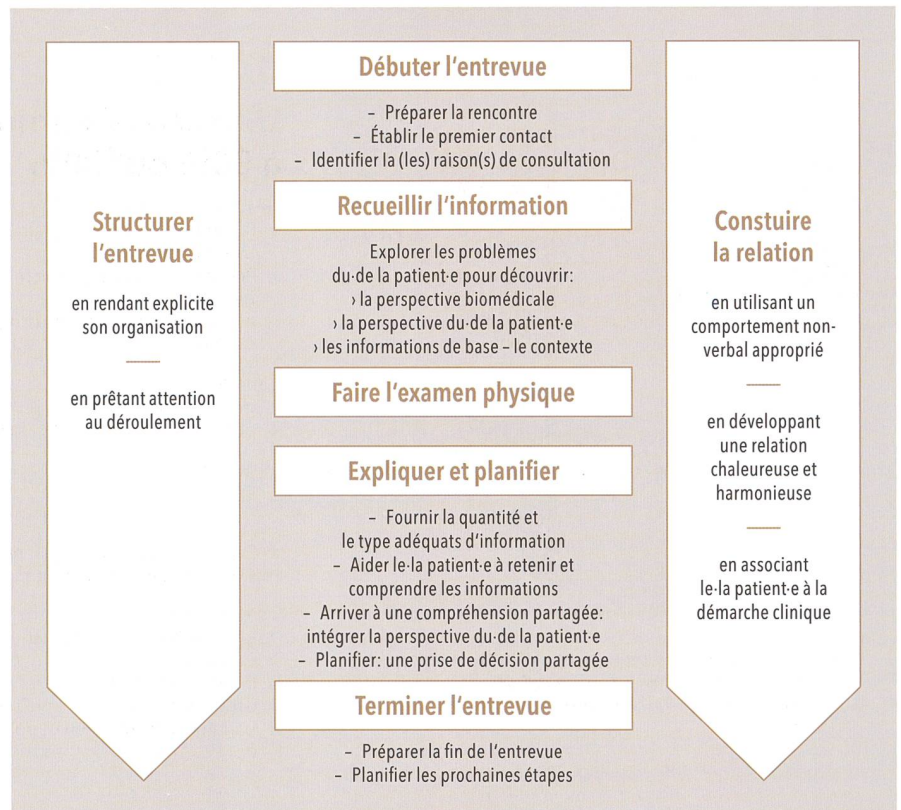 Débuter l'entrevue
– Préparer la rencontre
– Établir le premier contact
– Identifier la (les) raison(s) de consultation
Recueillir l'information
Explorer les problèmes
du·de la patient·e pour découvrir:
› la perspective biomédicale
› la perspective du·de la patient·e
› les informations de base – le contexte
Faire l'examen physique
Expliquer et planifier
– Fournir la quantité et
le type adéquats d'information
– Aider le·la patient·e à retenir et
comprendre les informations
– Arriver à une compréhension partagée:
intégrer la perspective du·de la patient·e
– Planifier: une prise de décision partagée
Terminer l'entrevue
– Préparer la fin de l'entrevue
– Planifier les prochaines étapes
Structurer
l'entrevue
en rendant explicite
son organisation
en prêtant attention
au déroulement
Constuire
la relation
en utilisant un
comportement non-
verbal approprié
en développant
une relation
chaleureuse et
harmonieuse
en associant
le·la patient·e à la
démarche clinique